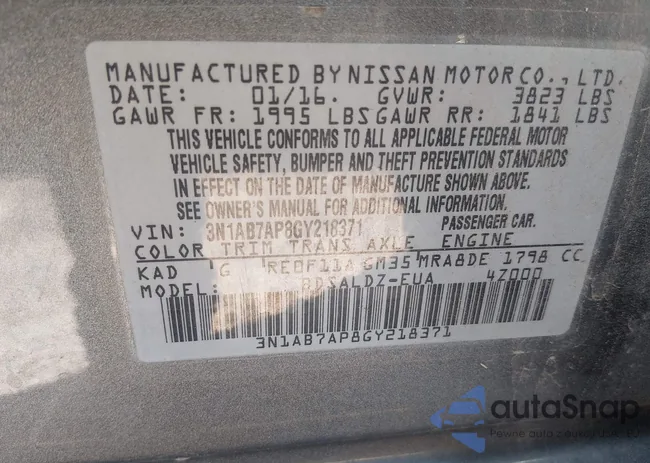 MANUFACTURED BY NISSAN MOTOR CO., LTD.
DATE: 01/16. GVWR: 3823 LBS
GAWR FR: 1995 LBS GAWR RR: 1841 LBS
THIS VEHICLE CONFORMS TO ALL APPLICABLE FEDERAL MOTOR
VEHICLE SAFETY, BUMPER AND THEFT PREVENTION STANDARDS
IN EFFECT ON THE DATE OF MANUFACTURE SHOWN ABOVE.
SEE OWNER'S MANUAL FOR ADDITIONAL INFORMATION.
VIN: 3N1AB7AP8GY218371 PASSENGER CAR.
COLOR TRIM TRANS AXLE ENGINE
KAD G RE0F11A GM35 MRA8DE 1798 CC
MODEL: BDSALDZ-EUA 4Z000
3N1AB7AP8GY218371
autaSnap
Pewne auto z